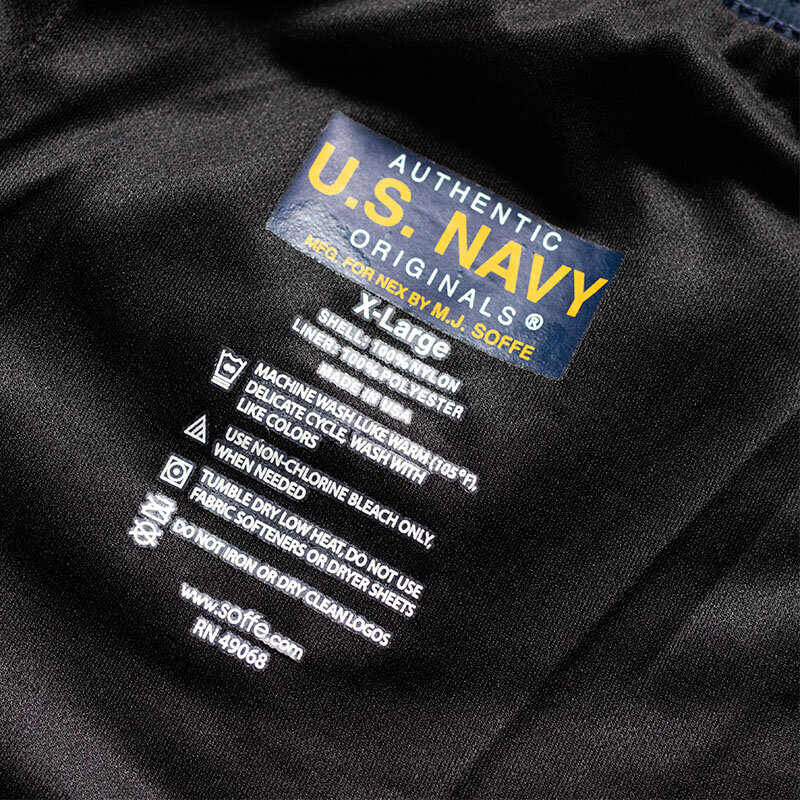 AUTHENTIC
U.S. NAVY
ORIGINALS®
MFG. FOR NEX BY M.J. SOFFE
X-Large
SHELL: 100% NYLON
LINER: 100% POLYESTER
MADE IN USA
MACHINE WASH LUKE WARM (105°F),
DELICATE CYCLE, WASH WITH
LIKE COLORS
USE NON-CHLORINE BLEACH ONLY,
WHEN NEEDED
TUMBLE DRY LOW HEAT, DO NOT USE
FABRIC SOFTENERS OR DRYER SHEETS
DO NOT IRON OR DRY CLEAN LOGOS
www.soffe.com
RN 49068